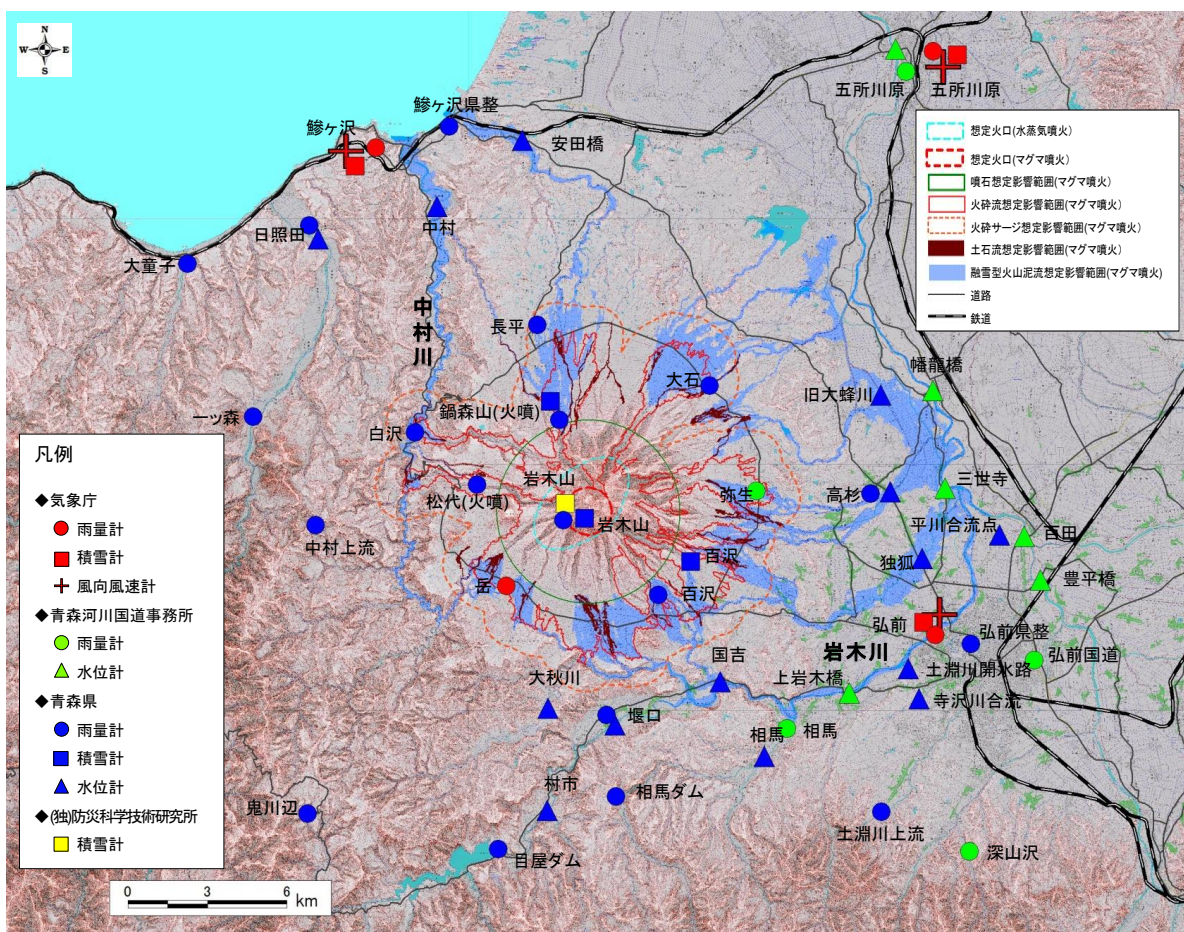 N
W E
S
五所川原
五所川原
鰺ヶ沢県整
鰺ヶ沢
安田橋
想定火口(水蒸気噴火)
想定火口(マグマ噴火)
噴石想定影響範囲(マグマ噴火)
火砕流想定影響範囲(マグマ噴火)
火砕サージ想定影響範囲(マグマ噴火)
土石流想定影響範囲(マグマ噴火)
融雪型火山泥流想定影響範囲(マグマ噴火)
道路
鉄道
中村
日照田
大童子
中村川
長平
幡龍橋
大石
旧大蜂川
鍋森山(火噴)
一ッ森
白沢
岩木山
三世寺
松代(火噴)
弥生
高杉
岩木山
平川合流点
百田
中村上流
百沢
独狐
豊平橋
岳
百沢
弘前
弘前県整
岩木川
弘前国道
国吉
土淵川開水路
大秋川
上岩木橋
寺沢川合流
堰口
相馬
相馬
村市
相馬ダム
鬼川辺
土淵川上流
目屋ダム
深山沢
凡例
◆気象庁
雨量計
積雪計
風向風速計
◆青森河川国道事務所
雨量計
水位計
◆青森県
雨量計
積雪計
水位計
◆(独)防災科学技術研究所
積雪計
0 3 6
km